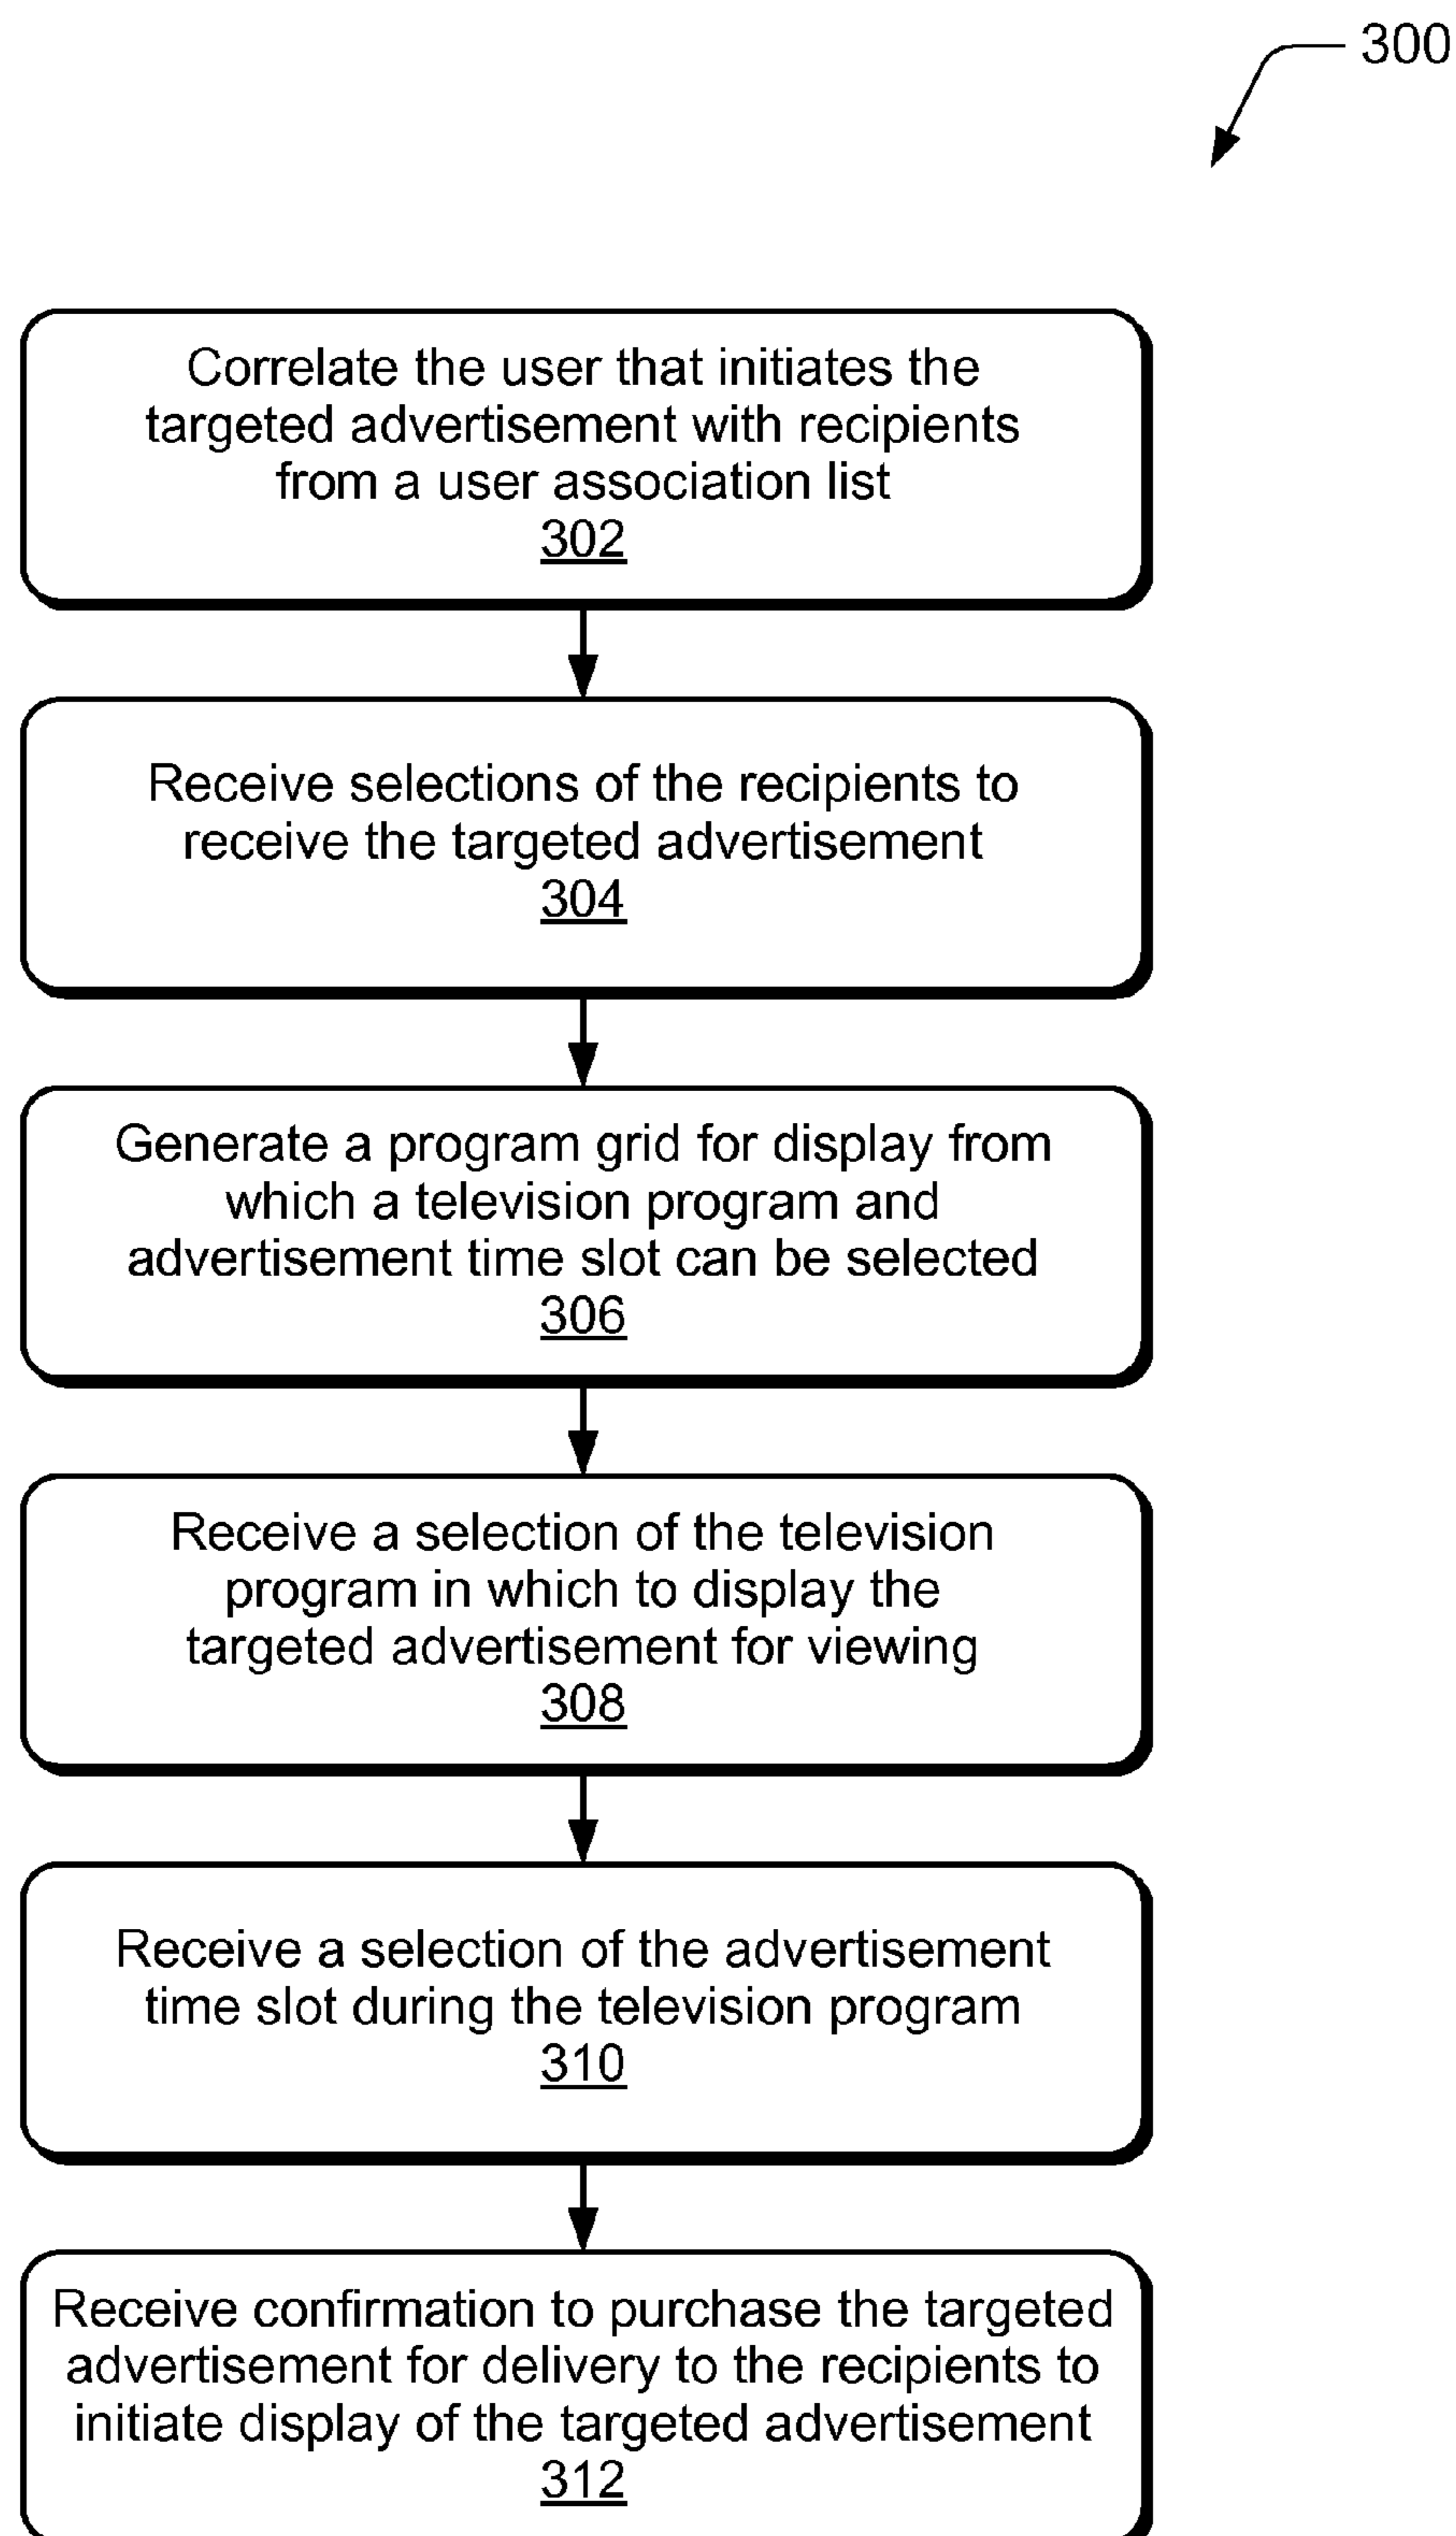 300
Correlate the user that initiates the
targeted advertisement with recipients
from a user association list
302
Receive selections of the recipients to
receive the targeted advertisement
304
Generate a program grid for display from
which a television program and
advertisement time slot can be selected
306
Receive a selection of the television
program in which to display the
targeted advertisement for viewing
308
Receive a selection of the advertisement
time slot during the television program
310
Receive confirmation to purchase the targeted
advertisement for delivery to the recipients to
initiate display of the targeted advertisement
312